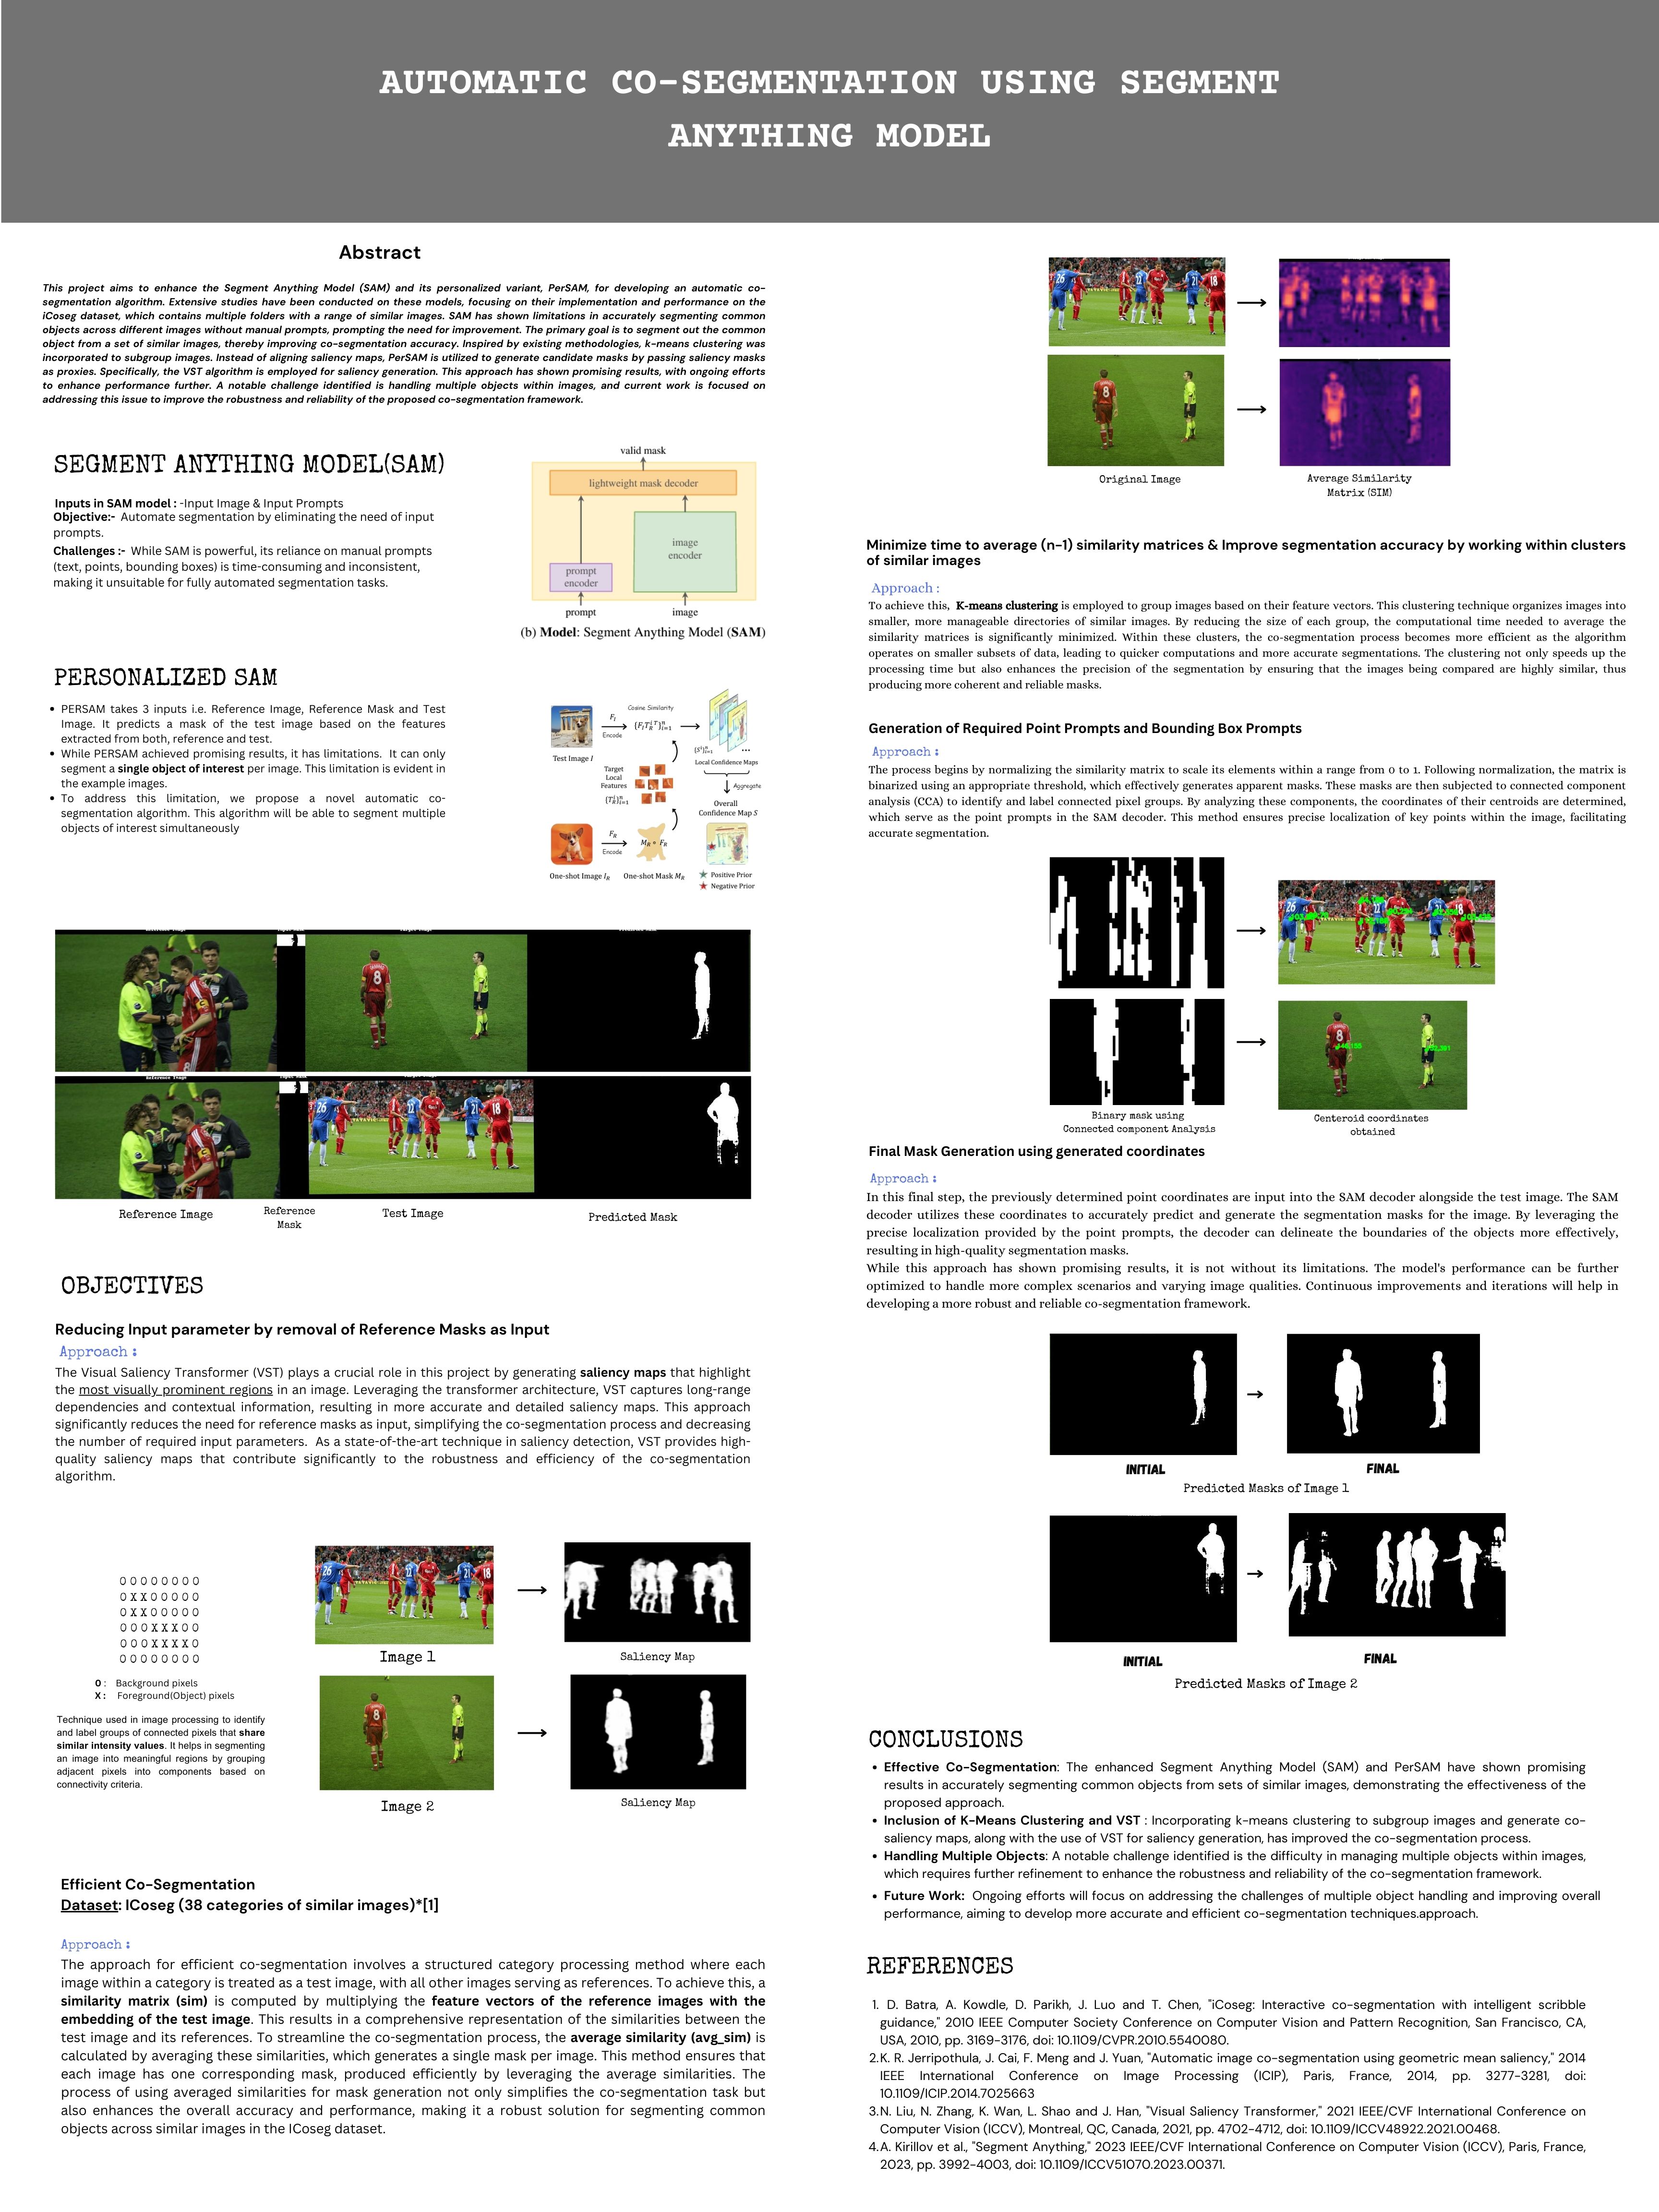 AUTOMATIC CO-SEGMENTATION USING SEGMENT
ANYTHING MODEL
Abstract
This project aims to enhance the Segment Anything Model (SAM) and its personalized variant, PerSAM, for developing an automatic co-
segmentation algorithm. Extensive studies have been conducted on these models, focusing on their implementation and performance on the
iCoseg dataset, which contains multiple folders with a range of similar images. SAM has shown limitations in accurately segmenting common
objects across different images without manual prompts, prompting the need for improvement. The primary goal is to segment out the common
object from a set of similar images, thereby improving co-segmentation accuracy. Inspired by existing methodologies, k-means clustering was
incorporated to subgroup images. Instead of aligning saliency maps, PerSAM is utilized to generate candidate masks by passing saliency masks
as proxies. Specifically, the VST algorithm is employed for saliency generation. This approach has shown promising results, with ongoing efforts
to enhance performance further. A notable challenge identified is handling multiple objects within images, and current work is focused on
addressing this issue to improve the robustness and reliability of the proposed co-segmentation framework.
SEGMENT ANYTHING MODEL(SAM)
Inputs in SAM model : -Input Image & Input Prompts
Objective:- Automate segmentation by eliminating the need of input
prompts.
Challenges :- While SAM is powerful, its reliance on manual prompts
(text, points, bounding boxes) is time-consuming and inconsistent,
making it unsuitable for fully automated segmentation tasks.
valid mask
lightweight mask decoder
image
encoder
prompt
encoder
prompt
image
(b) Model: Segment Anything Model (SAM)
PERSONALIZED SAM
• PERSAM takes 3 inputs i.e. Reference Image, Reference Mask and Test
Image. It predicts a mask of the test image based on the features
extracted from both, reference and test.
• While PERSAM achieved promising results, it has limitations. It can only
segment a single object of interest per image. This limitation is evident in
the example images.
• To address this limitation, we propose a novel automatic co-
segmentation algorithm. This algorithm will be able to segment multiple
objects of interest simultaneously
Cosine Similarity
F_I
Encode
Test Image I
Local Confidence Maps
Target
Local
Features
Aggregate
Overall
Confidence Map S
F_R
Encode
M_R ∘ F_R
One-shot Image I_R
One-shot Mask M_R
Positive Prior
Negative Prior
Reference Image
Reference Image
Reference
Mask
Test Image
Predicted Mask
OBJECTIVES
Reducing Input parameter by removal of Reference Masks as Input
Approach :
The Visual Saliency Transformer (VST) plays a crucial role in this project by generating saliency maps that highlight
the most visually prominent regions in an image. Leveraging the transformer architecture, VST captures long-range
dependencies and contextual information, resulting in more accurate and detailed saliency maps. This approach
significantly reduces the need for reference masks as input, simplifying the co-segmentation process and decreasing
the number of required input parameters. As a state-of-the-art technique in saliency detection, VST provides high-
quality saliency maps that contribute significantly to the robustness and efficiency of the co-segmentation
algorithm.
0 0 0 0 0 0 0 0
0 X X 0 0 0 0 0
0 X X 0 0 0 0 0
0 0 0 X X X 0 0
0 0 0 X X X X 0
0 0 0 0 0 0 0 0
0 : Background pixels
X : Foreground(Object) pixels
Technique used in image processing to identify
and label groups of connected pixels that share
similar intensity values. It helps in segmenting
an image into meaningful regions by grouping
adjacent pixels into components based on
connectivity criteria.
Image 1
Saliency Map
Image 2
Saliency Map
Efficient Co-Segmentation
Dataset: ICoseg (38 categories of similar images)*[1]
Approach :
The approach for efficient co-segmentation involves a structured category processing method where each
image within a category is treated as a test image, with all other images serving as references. To achieve this, a
similarity matrix (sim) is computed by multiplying the feature vectors of the reference images with the
embedding of the test image. This results in a comprehensive representation of the similarities between the
test image and its references. To streamline the co-segmentation process, the average similarity (avg_sim) is
calculated by averaging these similarities, which generates a single mask per image. This method ensures that
each image has one corresponding mask, produced efficiently by leveraging the average similarities. The
process of using averaged similarities for mask generation not only simplifies the co-segmentation task but
also enhances the overall accuracy and performance, making it a robust solution for segmenting common
objects across similar images in the ICoseg dataset.
Original Image
Average Similarity
Matrix (SIM)
Minimize time to average (n-1) similarity matrices & Improve segmentation accuracy by working within clusters
of similar images
Approach :
To achieve this, K-means clustering is employed to group images based on their feature vectors. This clustering technique organizes images into
smaller, more manageable directories of similar images. By reducing the size of each group, the computational time needed to average the
similarity matrices is significantly minimized. Within these clusters, the co-segmentation process becomes more efficient as the algorithm
operates on smaller subsets of data, leading to quicker computations and more accurate segmentations. The clustering not only speeds up the
processing time but also enhances the precision of the segmentation by ensuring that the images being compared are highly similar, thus
producing more coherent and reliable masks.
Generation of Required Point Prompts and Bounding Box Prompts
Approach :
The process begins by normalizing the similarity matrix to scale its elements within a range from 0 to 1. Following normalization, the matrix is
binarized using an appropriate threshold, which effectively generates apparent masks. These masks are then subjected to connected component
analysis (CCA) to identify and label connected pixel groups. By analyzing these components, the coordinates of their centroids are determined,
which serve as the point prompts in the SAM decoder. This method ensures precise localization of key points within the image, facilitating
accurate segmentation.
Binary mask using
Connected component Analysis
Centeroid coordinates
obtained
Final Mask Generation using generated coordinates
Approach :
In this final step, the previously determined point coordinates are input into the SAM decoder alongside the test image. The SAM
decoder utilizes these coordinates to accurately predict and generate the segmentation masks for the image. By leveraging the
precise localization provided by the point prompts, the decoder can delineate the boundaries of the objects more effectively,
resulting in high-quality segmentation masks.
While this approach has shown promising results, it is not without its limitations. The model's performance can be further
optimized to handle more complex scenarios and varying image qualities. Continuous improvements and iterations will help in
developing a more robust and reliable co-segmentation framework.
INITIAL
FINAL
Predicted Masks of Image 1
INITIAL
FINAL
Predicted Masks of Image 2
CONCLUSIONS
• Effective Co-Segmentation: The enhanced Segment Anything Model (SAM) and PerSAM have shown promising
results in accurately segmenting common objects from sets of similar images, demonstrating the effectiveness of the
proposed approach.
• Inclusion of K-Means Clustering and VST : Incorporating k-means clustering to subgroup images and generate co-
saliency maps, along with the use of VST for saliency generation, has improved the co-segmentation process.
• Handling Multiple Objects: A notable challenge identified is the difficulty in managing multiple objects within images,
which requires further refinement to enhance the robustness and reliability of the co-segmentation framework.
• Future Work: Ongoing efforts will focus on addressing the challenges of multiple object handling and improving overall
performance, aiming to develop more accurate and efficient co-segmentation techniques.approach.
REFERENCES
1. D. Batra, A. Kowdle, D. Parikh, J. Luo and T. Chen, "iCoseg: Interactive co-segmentation with intelligent scribble
guidance," 2010 IEEE Computer Society Conference on Computer Vision and Pattern Recognition, San Francisco, CA,
USA, 2010, pp. 3169-3176, doi: 10.1109/CVPR.2010.5540080.
2.K. R. Jerripothula, J. Cai, F. Meng and J. Yuan, "Automatic image co-segmentation using geometric mean saliency," 2014
IEEE International Conference on Image Processing (ICIP), Paris, France, 2014, pp. 3277-3281, doi:
10.1109/ICIP.2014.7025663
3.N. Liu, N. Zhang, K. Wan, L. Shao and J. Han, "Visual Saliency Transformer," 2021 IEEE/CVF International Conference on
Computer Vision (ICCV), Montreal, QC, Canada, 2021, pp. 4702-4712, doi: 10.1109/ICCV48922.2021.00468.
4.A. Kirillov et al., "Segment Anything," 2023 IEEE/CVF International Conference on Computer Vision (ICCV), Paris, France,
2023, pp. 3992-4003, doi: 10.1109/ICCV51070.2023.00371.